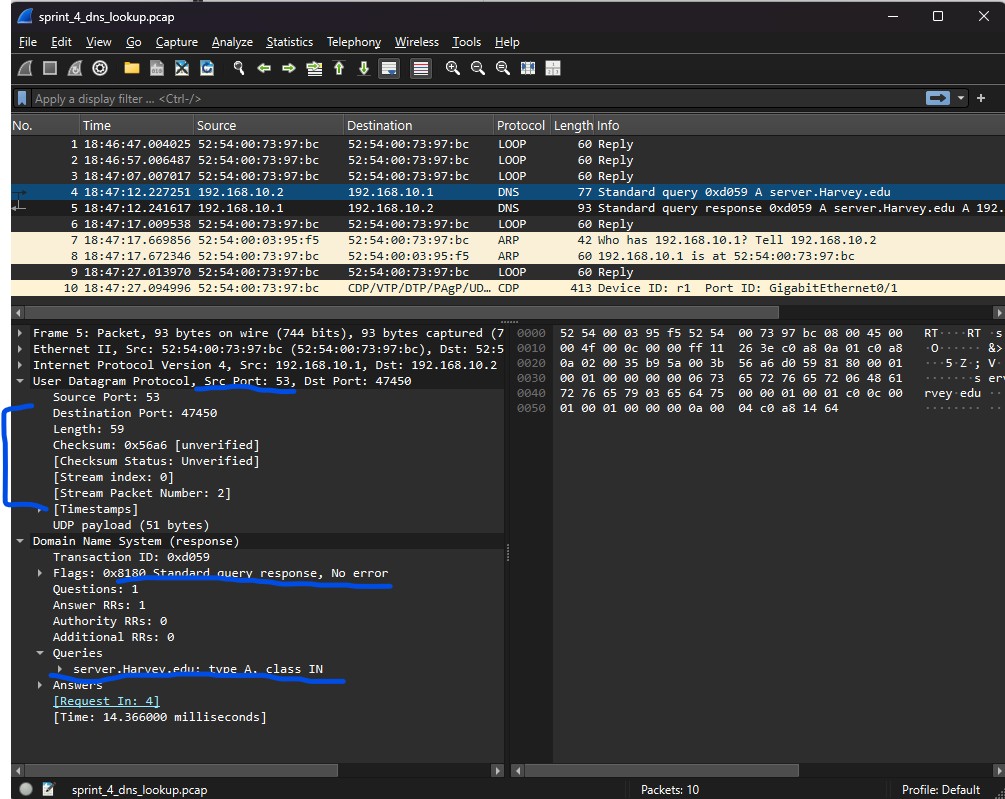 sprint_4_dns_lookup.pcap
File Edit View Go Capture Analyze Statistics Telephony Wireless Tools Help
Apply a display filter ... <Ctrl-/>
No. Time Source Destination Protocol Length Info
1 18:46:47.004025 52:54:00:73:97:bc 52:54:00:73:97:bc LOOP 60 Reply
2 18:46:57.006487 52:54:00:73:97:bc 52:54:00:73:97:bc LOOP 60 Reply
3 18:47:07.007017 52:54:00:73:97:bc 52:54:00:73:97:bc LOOP 60 Reply
4 18:47:12.227251 192.168.10.2 192.168.10.1 DNS 77 Standard query 0xd059 A server.Harvey.edu
5 18:47:12.241617 192.168.10.1 192.168.10.2 DNS 93 Standard query response 0xd059 A server.Harvey.edu A 192.
6 18:47:17.009538 52:54:00:73:97:bc 52:54:00:73:97:bc LOOP 60 Reply
7 18:47:17.669856 52:54:00:03:95:f5 52:54:00:73:97:bc ARP 42 Who has 192.168.10.1? Tell 192.168.10.2
8 18:47:17.672346 52:54:00:73:97:bc 52:54:00:03:95:f5 ARP 60 192.168.10.1 is at 52:54:00:73:97:bc
9 18:47:27.013970 52:54:00:73:97:bc 52:54:00:73:97:bc LOOP 60 Reply
10 18:47:27.094996 52:54:00:73:97:bc CDP/VTP/DTP/PAgP/UD… CDP 413 Device ID: r1 Port ID: GigabitEthernet0/1
Frame 5: Packet, 93 bytes on wire (744 bits), 93 bytes captured (7
Ethernet II, Src: 52:54:00:73:97:bc (52:54:00:73:97:bc), Dst: 52:5
Internet Protocol Version 4, Src: 192.168.10.1, Dst: 192.168.10.2
User Datagram Protocol, Src Port: 53, Dst Port: 47450
Source Port: 53
Destination Port: 47450
Length: 59
Checksum: 0x56a6 [unverified]
[Checksum Status: Unverified]
[Stream index: 0]
[Stream Packet Number: 2]
[Timestamps]
UDP payload (51 bytes)
Domain Name System (response)
Transaction ID: 0xd059
Flags: 0x8180 Standard query response, No error
Questions: 1
Answer RRs: 1
Authority RRs: 0
Additional RRs: 0
Queries
server.Harvey.edu: type A, class IN
Answers
[Request In: 4]
[Time: 14.366000 milliseconds]
0000 52 54 00 03 95 f5 52 54 00 73 97 bc 08 00 45 00 RT····RT ·s
0010 00 4f 00 0c 00 00 ff 11 26 3e c0 a8 0a 01 c0 a8 ·O······ &>
0020 0a 02 00 35 b9 5a 00 3b 56 a6 d0 59 81 80 00 01 ···5·Z·; V·
0030 00 01 00 00 00 00 06 73 65 72 76 65 72 06 48 61 ·······s erv
0040 72 76 65 79 03 65 64 75 00 00 01 00 01 c0 0c 00 rvey·edu ···
0050 01 00 01 00 00 0a 00 04 c0 a8 14 64 ········ ····
sprint_4_dns_lookup.pcap Packets: 10 Profile: Default